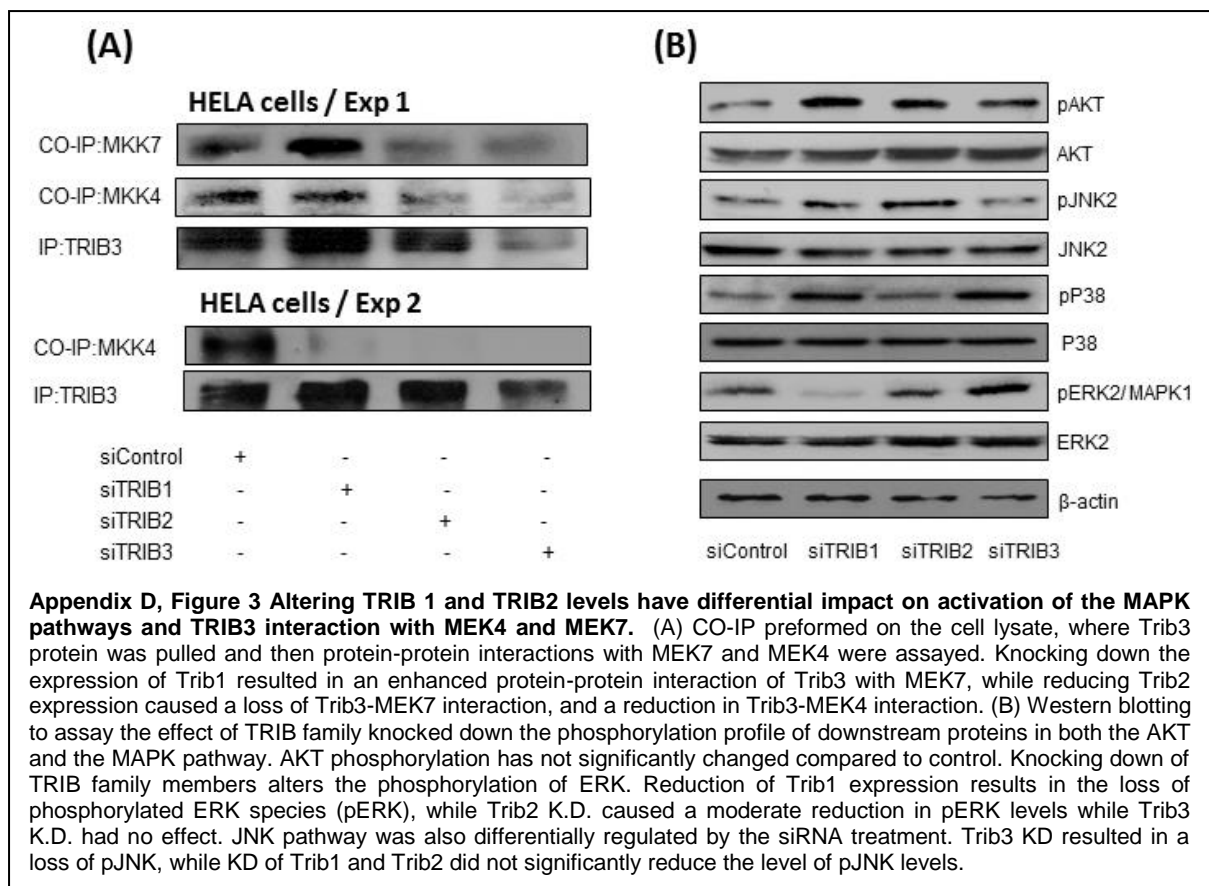 (A)
HELA cells / Exp 1
CO-IP:MKK7
CO-IP:MKK4
IP:TRIB3
HELA cells / Exp 2
CO-IP:MKK4
IP:TRIB3
siControl + - - -
siTRIB1 - + - -
siTRIB2 - - + -
siTRIB3 - - - +
(B)
pAKT
AKT
pJNK2
JNK2
pP38
P38
pERK2/MAPK1
ERK2
β-actin
siControl siTRIB1 siTRIB2 siTRIB3
Appendix D, Figure 3 Altering TRIB 1 and TRIB2 levels have differential impact on activation of the MAPK
pathways and TRIB3 interaction with MEK4 and MEK7. (A) CO-IP preformed on the cell lysate, where Trib3
protein was pulled and then protein-protein interactions with MEK7 and MEK4 were assayed. Knocking down the
expression of Trib1 resulted in an enhanced protein-protein interaction of Trib3 with MEK7, while reducing Trib2
expression caused a loss of Trib3-MEK7 interaction, and a reduction in Trib3-MEK4 interaction. (B) Western blotting
to assay the effect of TRIB family knocked down the phosphorylation profile of downstream proteins in both the AKT
and the MAPK pathway. AKT phosphorylation has not significantly changed compared to control. Knocking down of
TRIB family members alters the phosphorylation of ERK. Reduction of Trib1 expression results in the loss of
phosphorylated ERK species (pERK), while Trib2 K.D. caused a moderate reduction in pERK levels while Trib3
K.D. had no effect. JNK pathway was also differentially regulated by the siRNA treatment. Trib3 KD resulted in a
loss of pJNK, while KD of Trib1 and Trib2 did not significantly reduce the level of pJNK levels.